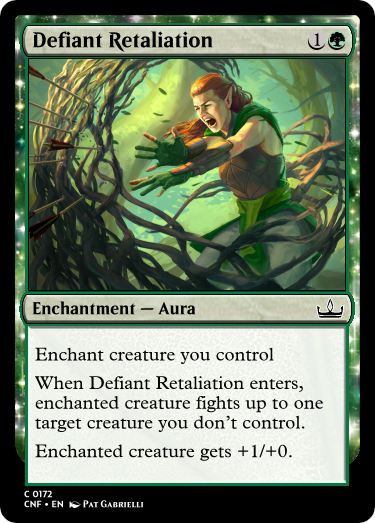 Defiant Retaliation 1
Enchantment — Aura
Enchant creature you control
When Defiant Retaliation enters,
enchanted creature fights up to one
target creature you don't control.
Enchanted creature gets +1/+0.
C 0172
CNF • EN Pat Gabrielli